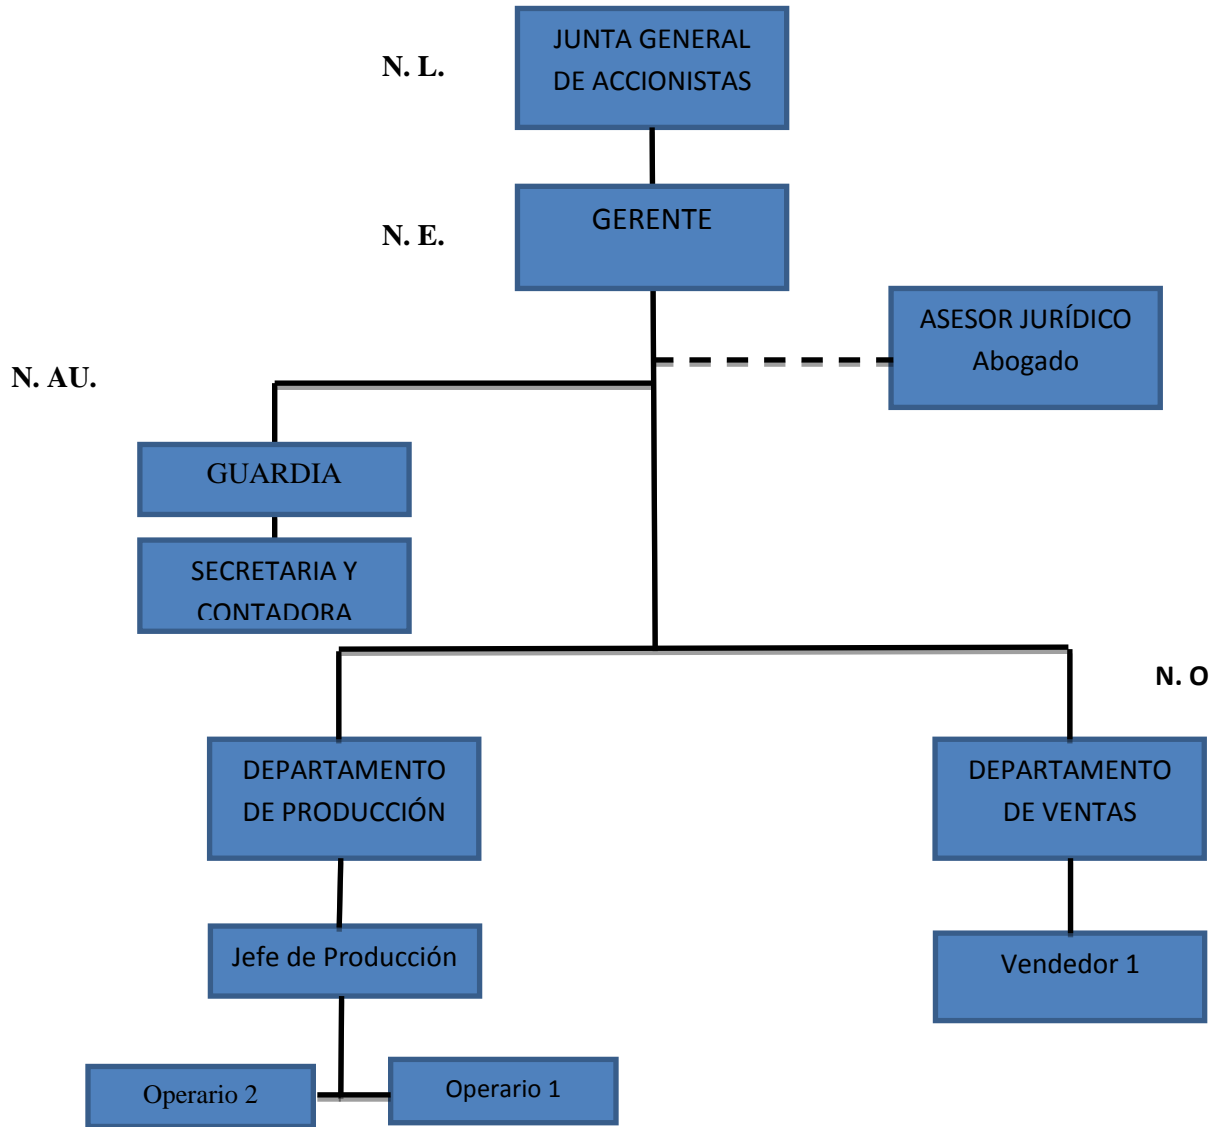 JUNTA GENERAL
DE ACCIONISTAS
N. L.
GERENTE
N. E.
ASESOR JURÍDICO
Abogado
N. AU.
GUARDIA
SECRETARIA Y
CONTADORA
N. O
DEPARTAMENTO
DE PRODUCCIÓN
DEPARTAMENTO
DE VENTAS
Jefe de Producción
Vendedor 1
Operario 2
Operario 1